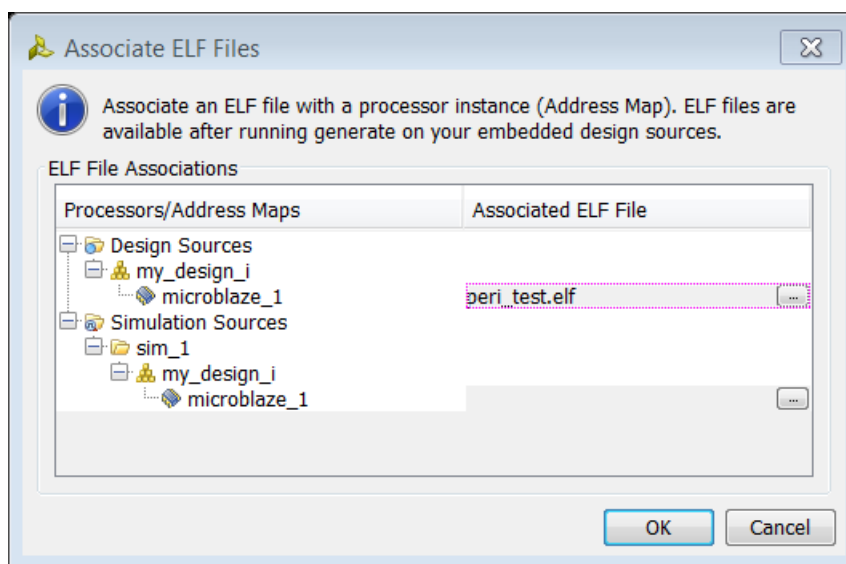 Associate ELF Files
Associate an ELF file with a processor instance (Address Map). ELF files are
available after running generate on your embedded design sources.
ELF File Associations
Processors/Address Maps Associated ELF File
Design Sources
my_design_i
microblaze_1 peri_test.elf ...
Simulation Sources
sim_1
my_design_i
microblaze_1 ...
OK Cancel